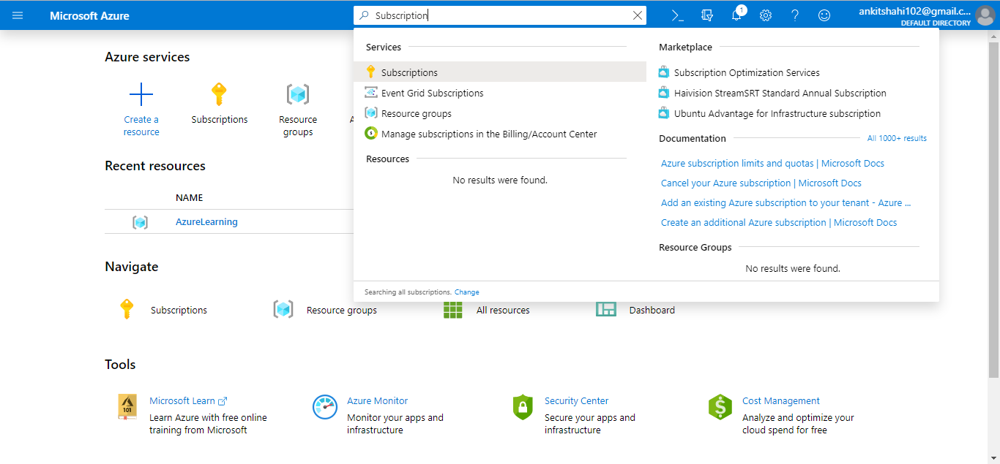 Microsoft Azure
Subscription
1
ankitshahi102@gmail.c...
DEFAULT DIRECTORY
Azure services
Create a
resource
Subscriptions
Resource
groups
Recent resources
NAME
AzureLearning
Services
Subscriptions
Event Grid Subscriptions
Resource groups
Manage subscriptions in the Billing/Account Center
Resources
No results were found.
Marketplace
Subscription Optimization Services
Haivision StreamSRT Standard Annual Subscription
Ubuntu Advantage for Infrastructure subscription
Documentation
All 1000+ results
Azure subscription limits and quotas | Microsoft Docs
Cancel your Azure subscription | Microsoft Docs
Add an existing Azure subscription to your tenant - Azure ...
Create an additional Azure subscription | Microsoft Docs
Resource Groups
No results were found.
Searching all subscriptions. Change
Navigate
Subscriptions
Resource groups
All resources
Dashboard
Tools
101
Microsoft Learn
Learn Azure with free online
training from Microsoft
Azure Monitor
Monitor your apps and
infrastructure
Security Center
Secure your apps and
infrastructure
Cost Management
Analyze and optimize your
cloud spend for free